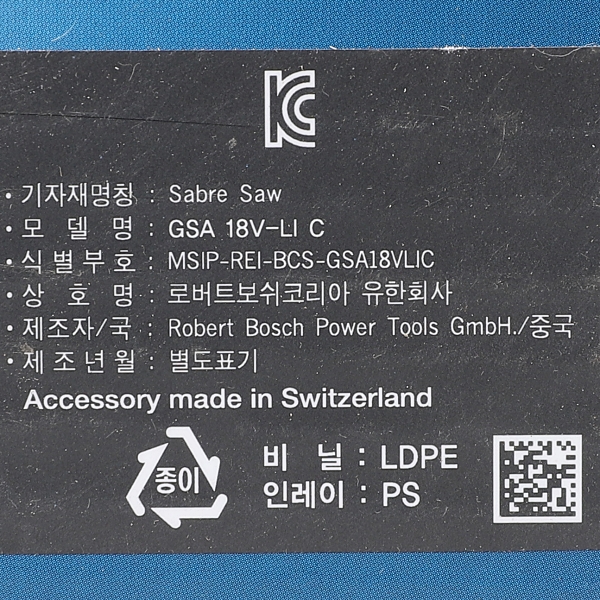 KC
• 기자재명칭 : Sabre Saw
• 모 델 명 : GSA 18V-LI C
• 식별부호 : MSIP-REI-BCS-GSA18VLIC
• 상 호 명 : 로버트보쉬코리아 유한회사
• 제조자/국 : Robert Bosch Power Tools GmbH./중국
• 제조년월 : 별도표기
Accessory made in Switzerland
종이
비 닐 : LDPE
인레이 : PS